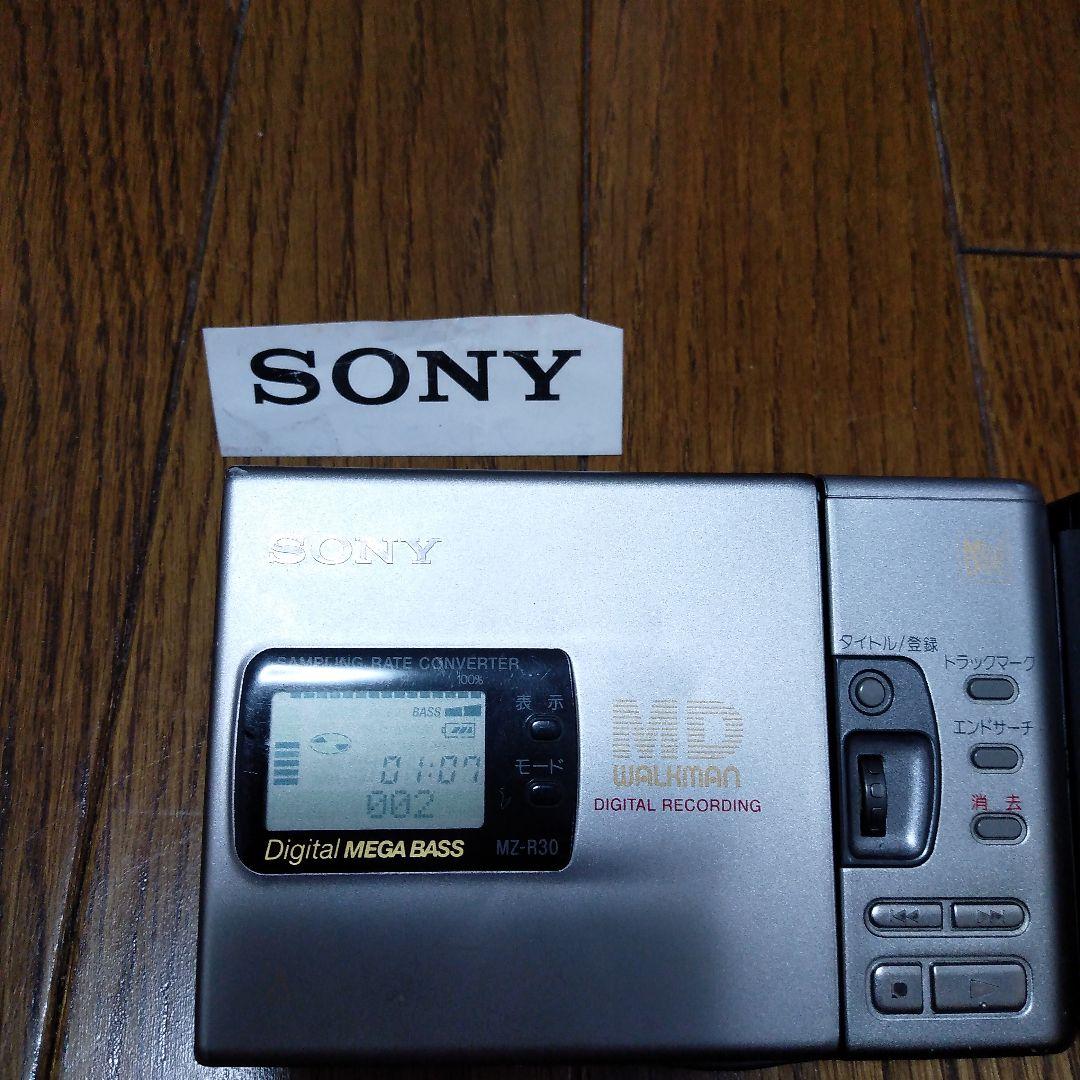 SONY
SONY
SAMPLING RATE CONVERTER
100%
BASS
01:07
002
表示
モード
Digital MEGA BASS
MZ-R30
MD
WALKMAN
DIGITAL RECORDING
タイトル/登録
トラックマーク
エンドサーチ
消去